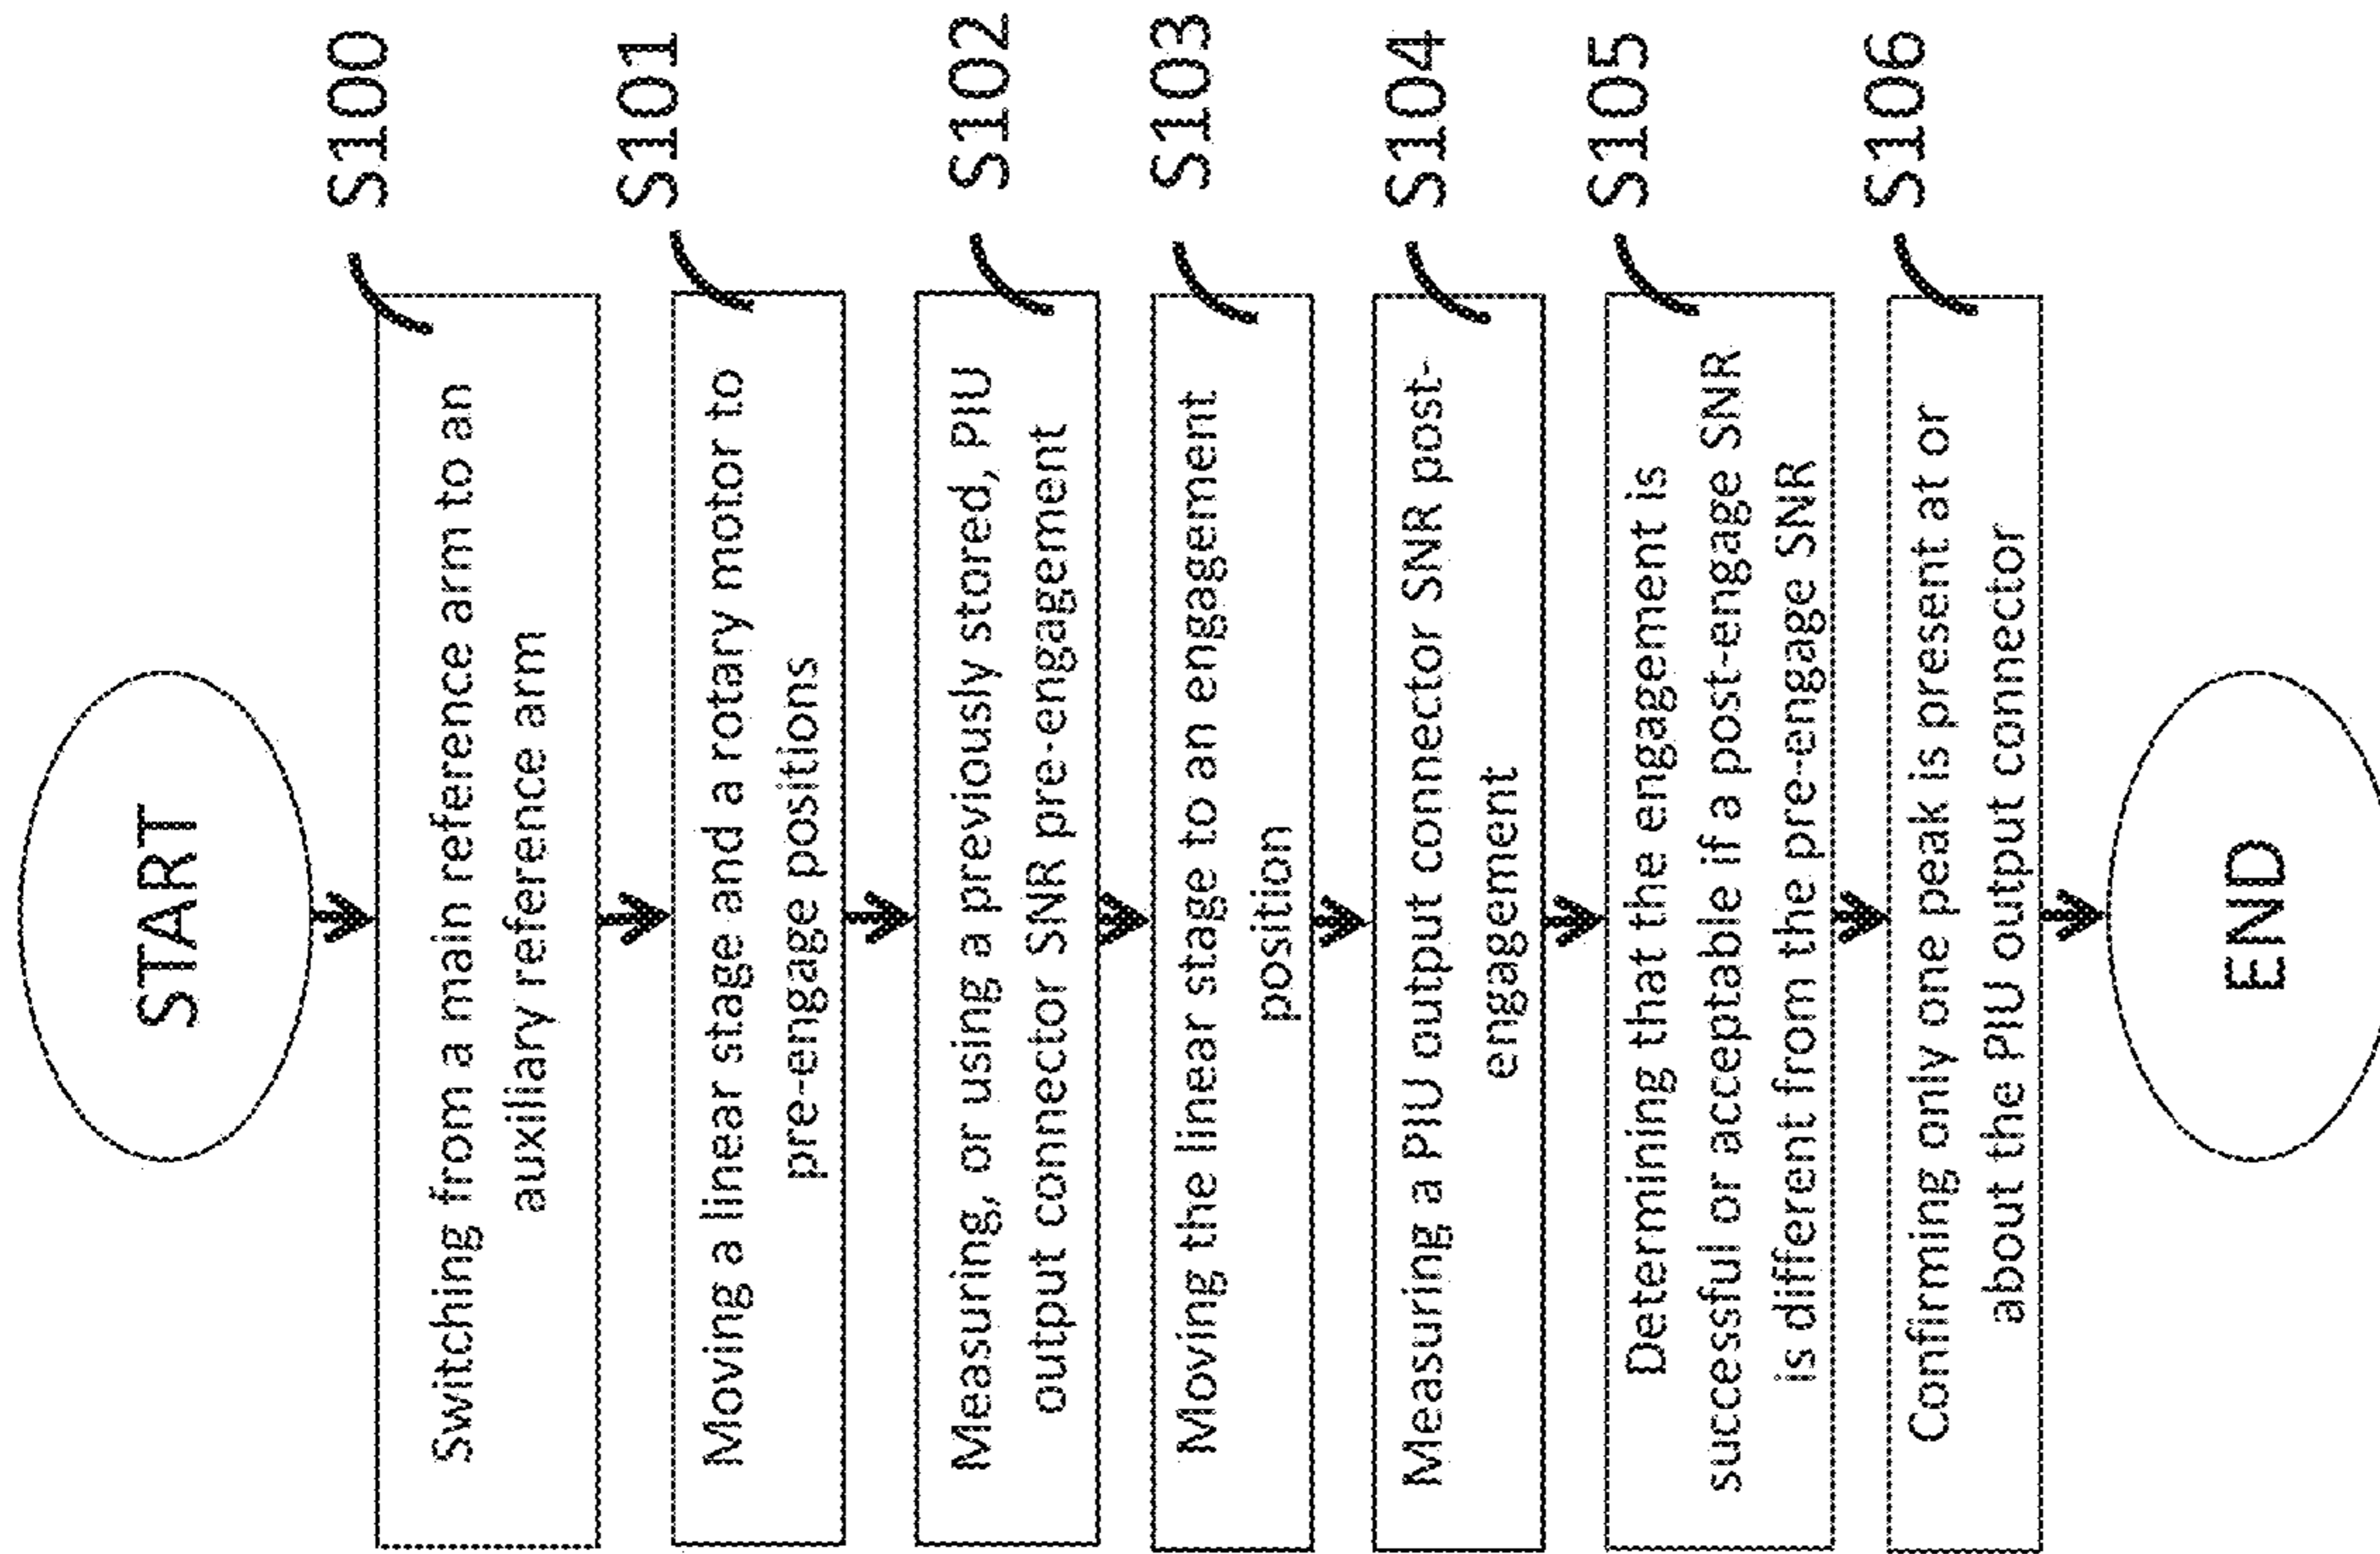 START
S100
Switching from a main reference arm to an
auxiliary reference arm
S101
Moving a linear stage and a rotary motor to
pre-engage positions
S102
Measuring, or using a previously stored, PIU
output connector SNR pre-engagement
S103
Moving the linear stage to an engagement
position
S104
Measuring a PIU output connector SNR post-
engagement
S105
Determining that the engagement is
successful or acceptable if a post-engage SNR
is different from the pre-engage SNR
S106
Confirming only one peak is present at or
about the PIU output connector
END